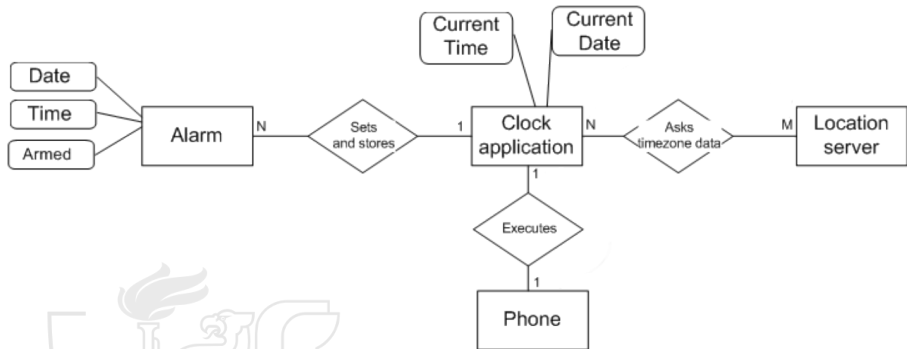 Current
Time
Current
Date
Date
Time
Armed
Alarm
N
Sets
and stores
1
Clock
application
N
Asks
timezone data
M
Location
server
1
Executes
1
Phone